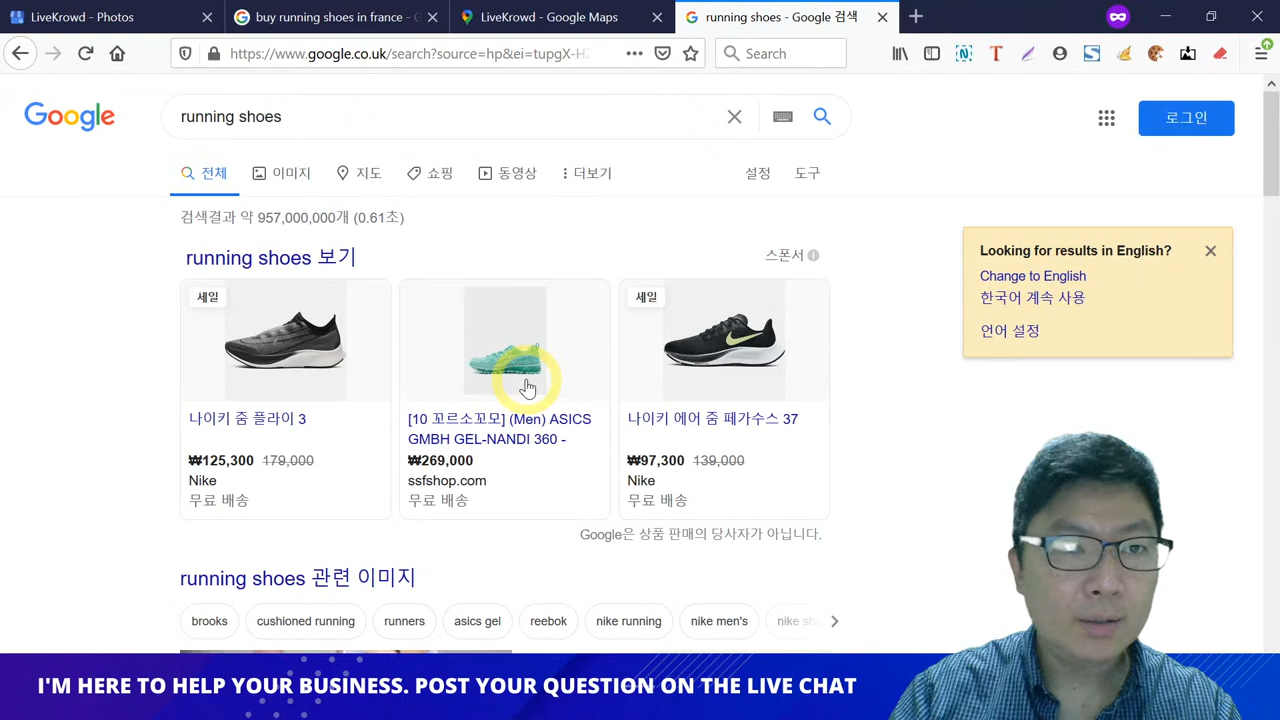 LiveKrowd - Photos
buy running shoes in france - G
LiveKrowd - Google Maps
running shoes - Google 검색
https://www.google.co.uk/search?source=hp&ei=tupgX-H
Search
Google
running shoes
로그인
전체
이미지
지도
쇼핑
동영상
더보기
설정
도구
검색결과 약 957,000,000개 (0.61초)
running shoes 보기
스폰서
Looking for results in English?
Change to English
한국어 계속 사용
언어 설정
세일
나이키 줌 플라이 3
₩125,300 179,000
Nike
무료 배송
[10 꼬르소꼬모] (Men) ASICS
GMBH GEL-NANDI 360 -
₩269,000
ssfshop.com
무료 배송
세일
나이키 에어 줌 페가수스 37
₩97,300 139,000
Nike
무료 배송
Google은 상품 판매의 당사자가 아닙니다.
running shoes 관련 이미지
brooks
cushioned running
runners
asics gel
reebok
nike running
nike men's
nike sh
I'M HERE TO HELP YOUR BUSINESS. POST YOUR QUESTION ON THE LIVE CHAT